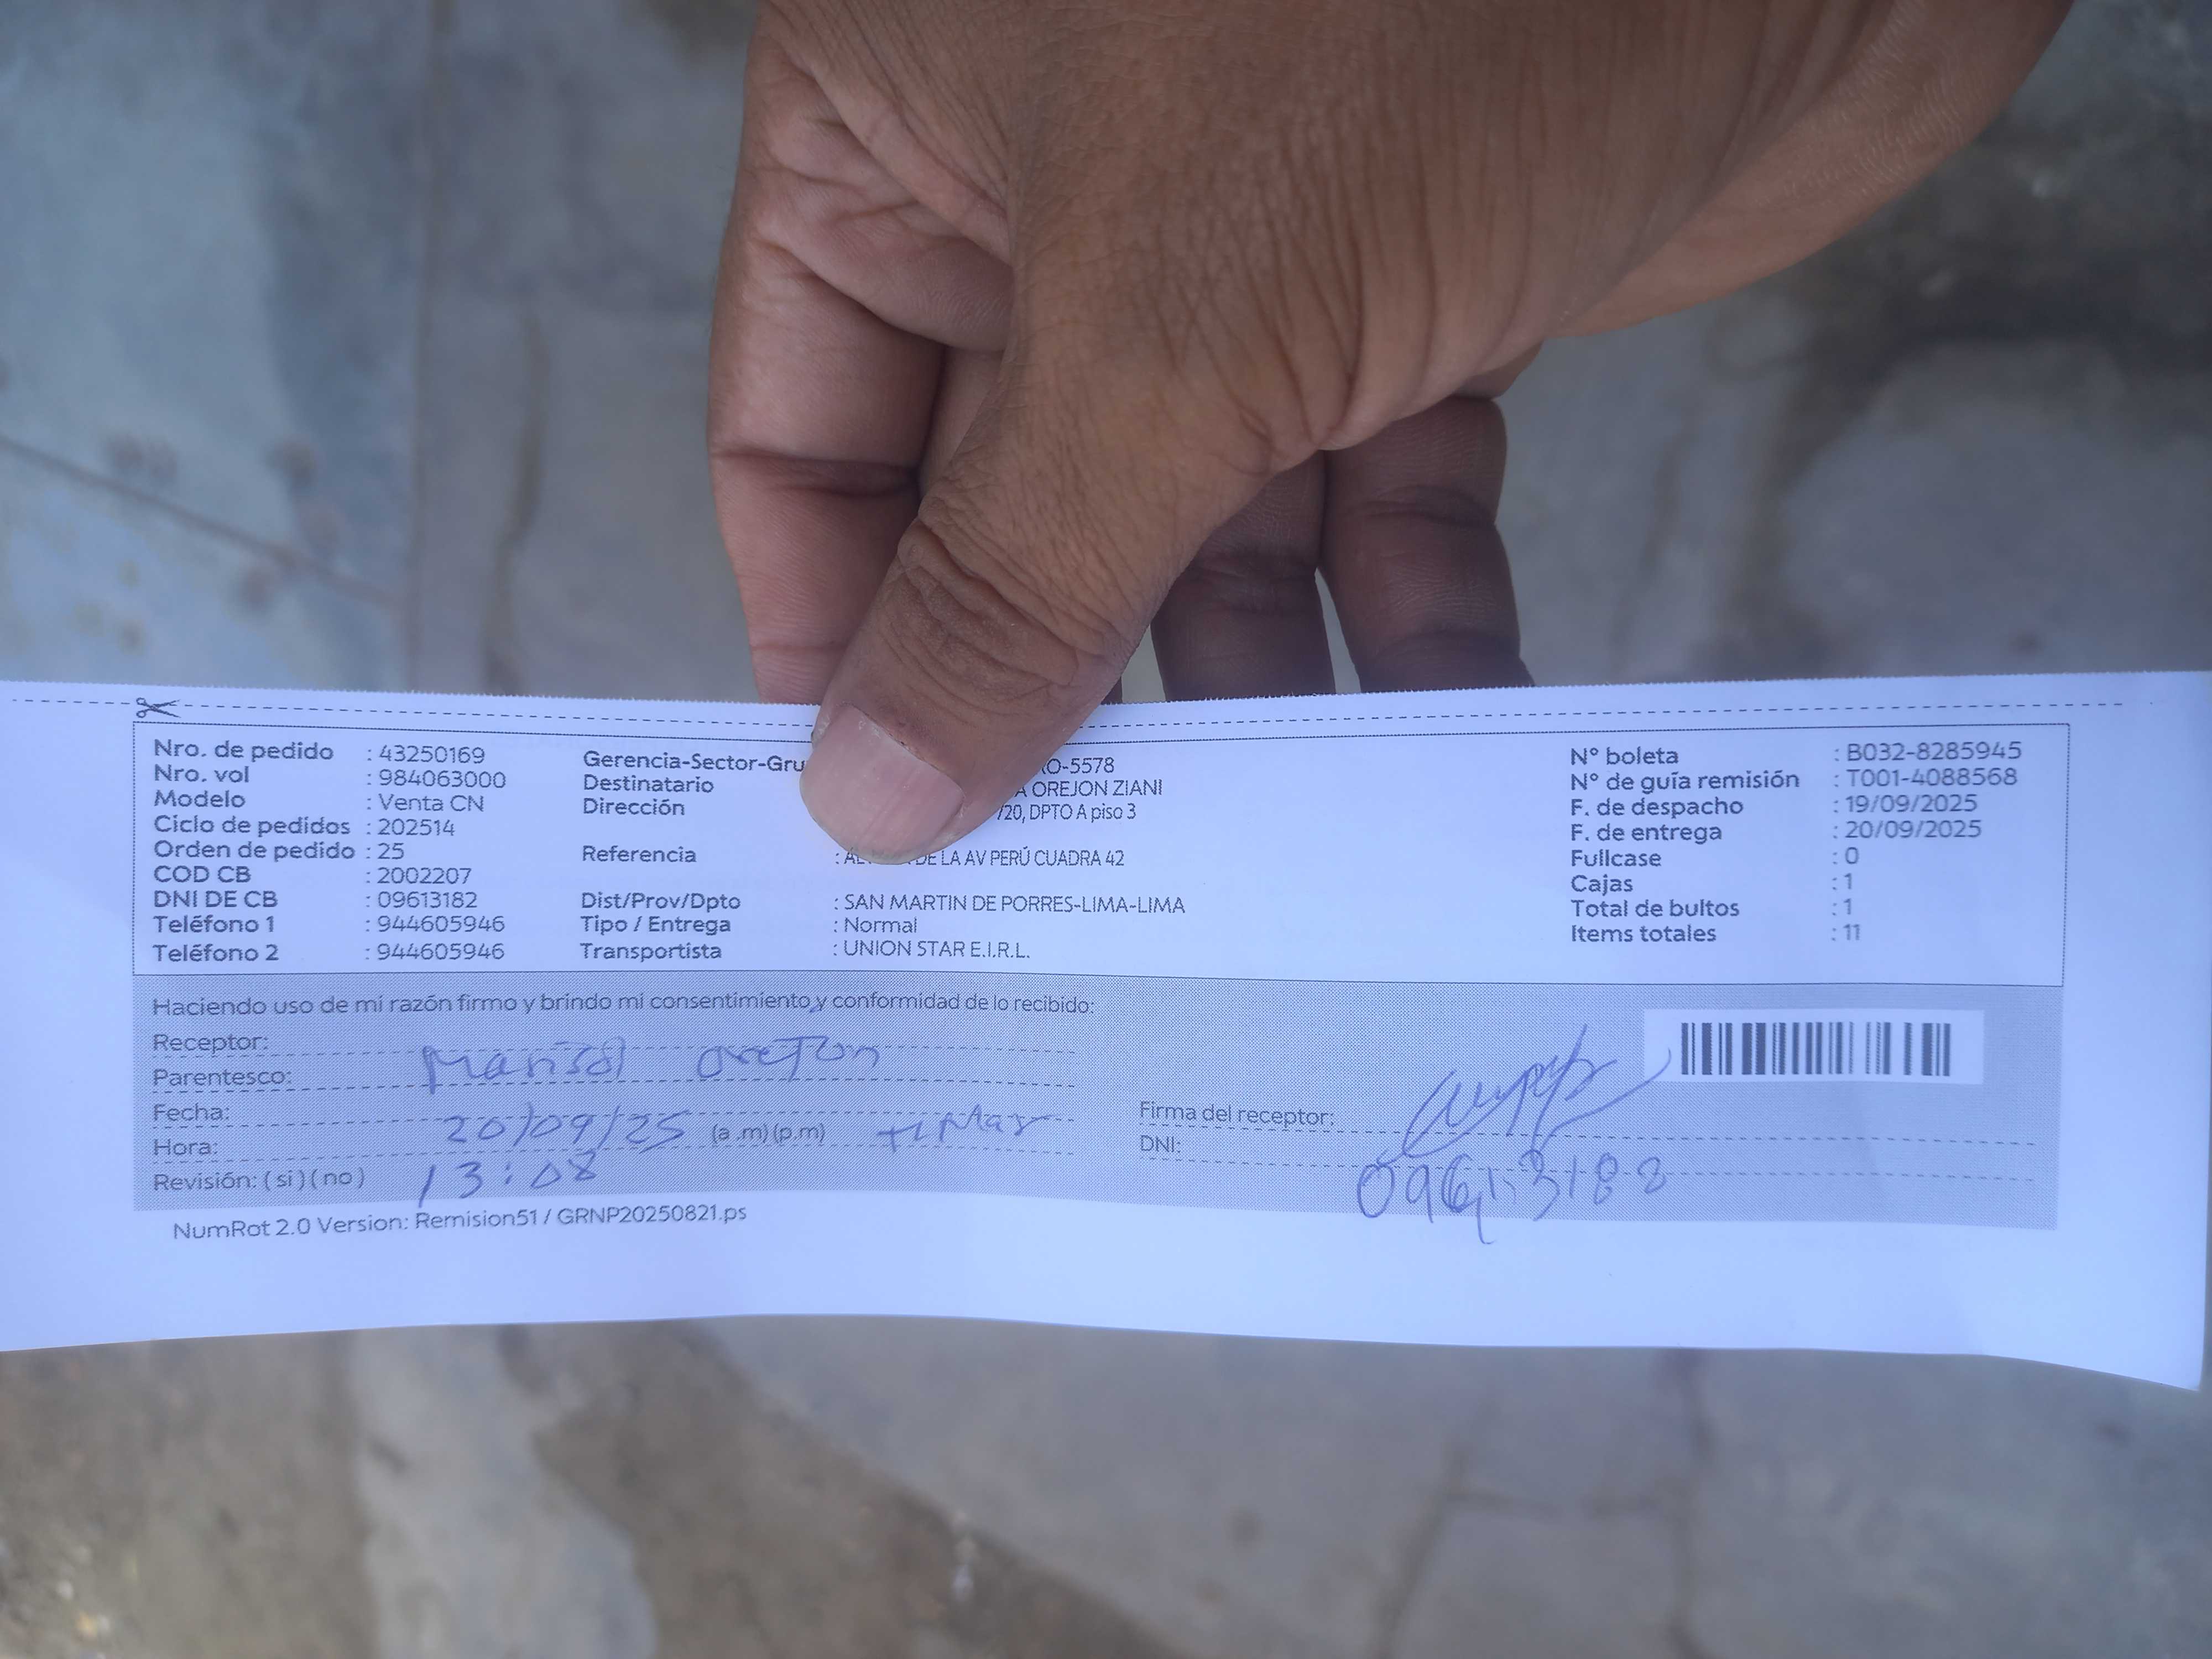 Nro. de pedido : 43250169
Nro. vol : 984063000
Modelo : Venta CN
Ciclo de pedidos : 202514
Orden de pedido : 25
COD CB : 2002207
DNI DE CB : 09613182
Teléfono 1 : 944605946
Teléfono 2 : 944605946
Gerencia-Sector-Gru O-5578
Destinatario A OREJON ZIANI
Dirección 720, DPTO A piso 3
Referencia : DE LA AV PERÚ CUADRA 42
Dist/Prov/Dpto : SAN MARTIN DE PORRES-LIMA-LIMA
Tipo / Entrega : Normal
Transportista : UNION STAR E.I.R.L.
N° boleta : B032-8285945
N° de guía remisión : T001-4088568
F. de despacho : 19/09/2025
F. de entrega : 20/09/2025
Fullcase : 0
Cajas : 1
Total de bultos : 1
Items totales : 11
Haciendo uso de mi razón firmo y brindo mi consentimiento y conformidad de lo recibido:
Receptor: Marisol Orejon
Parentesco:
Fecha: 20/09/25
Hora: (a.m)(p.m)
Revisión: (si) (no) 13:08
Firma del receptor:
DNI: 09613182
NumRot 2.0 Version: Remision51 / GRNP20250821.ps